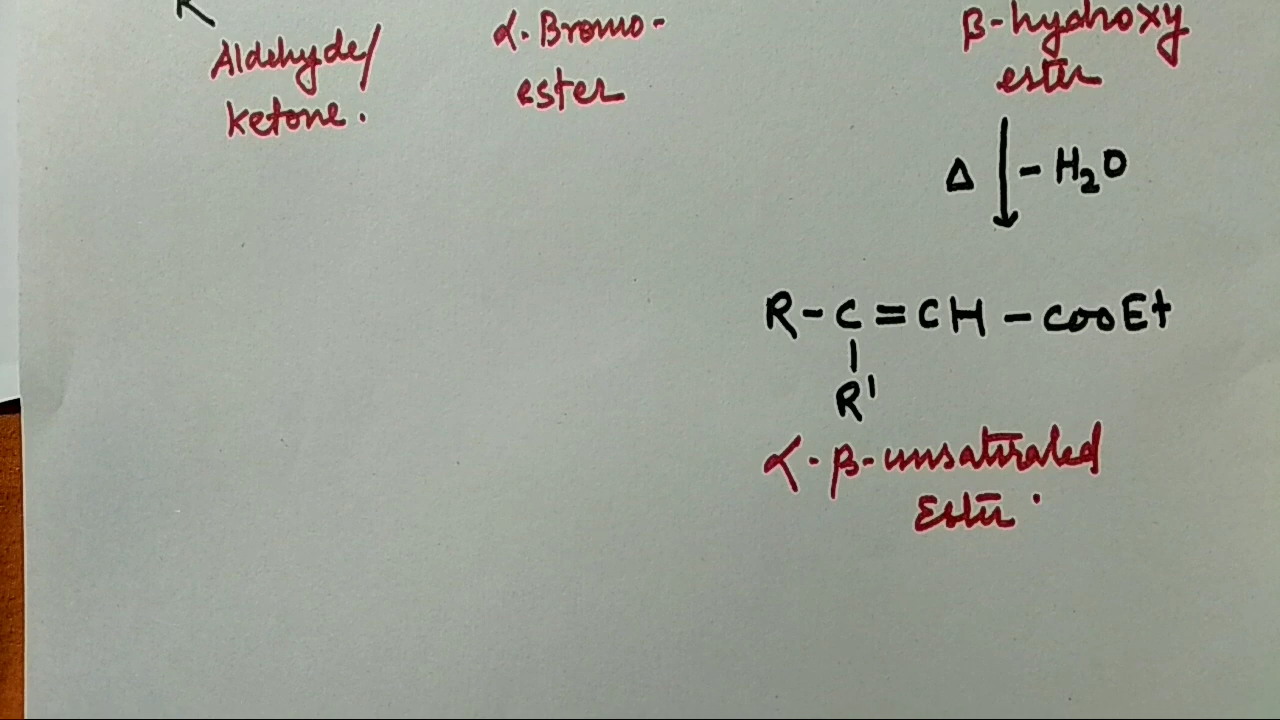 R
Aldehyde/
ketone.
α-Bromo-
ester
β-hydroxy
ester
Δ - H₂O
R-C=CH-COOEt
R'
α-β-unsaturated
Ester.